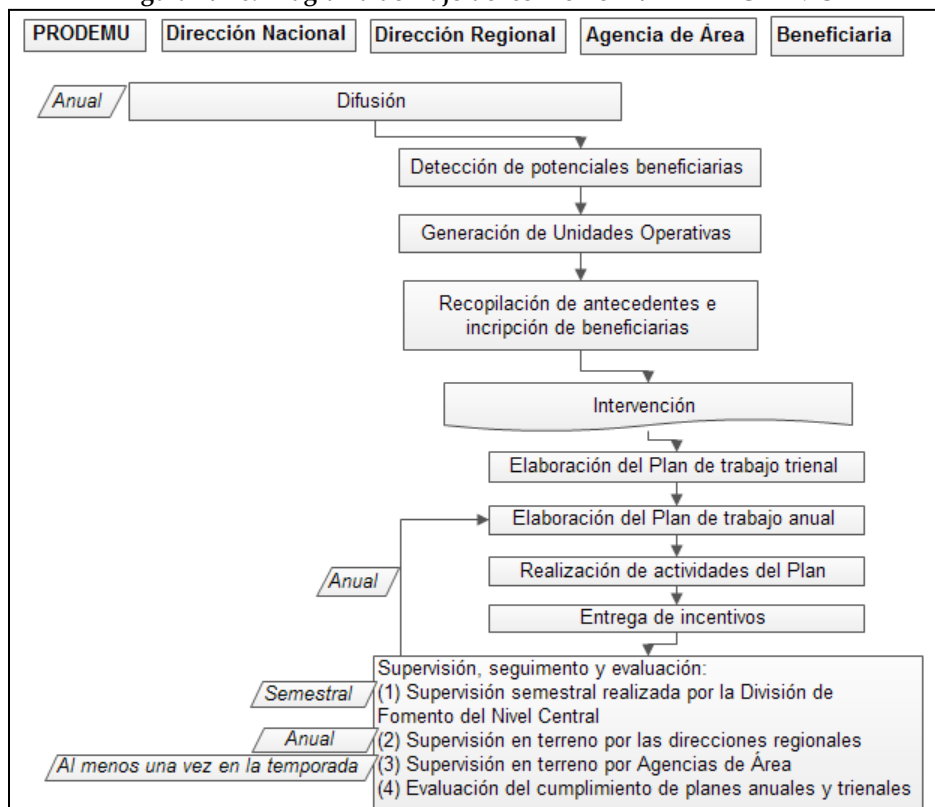 PRODEMU
Dirección Nacional
Dirección Regional
Agencia de Área
Beneficiaria
Anual
Difusión
Detección de potenciales beneficiarias
Generación de Unidades Operativas
Recopilación de antecedentes e
incripción de beneficiarias
Intervención
Elaboración del Plan de trabajo trienal
Elaboración del Plan de trabajo anual
Anual
Realización de actividades del Plan
Entrega de incentivos
Supervisión, seguimento y evaluación:
Semestral
(1) Supervisión semestral realizada por la División de
Fomento del Nivel Central
Anual
(2) Supervisión en terreno por las direcciones regionales
Al menos una vez en la temporada
(3) Supervisión en terreno por Agencias de Área
(4) Evaluación del cumplimiento de planes anuales y trienales